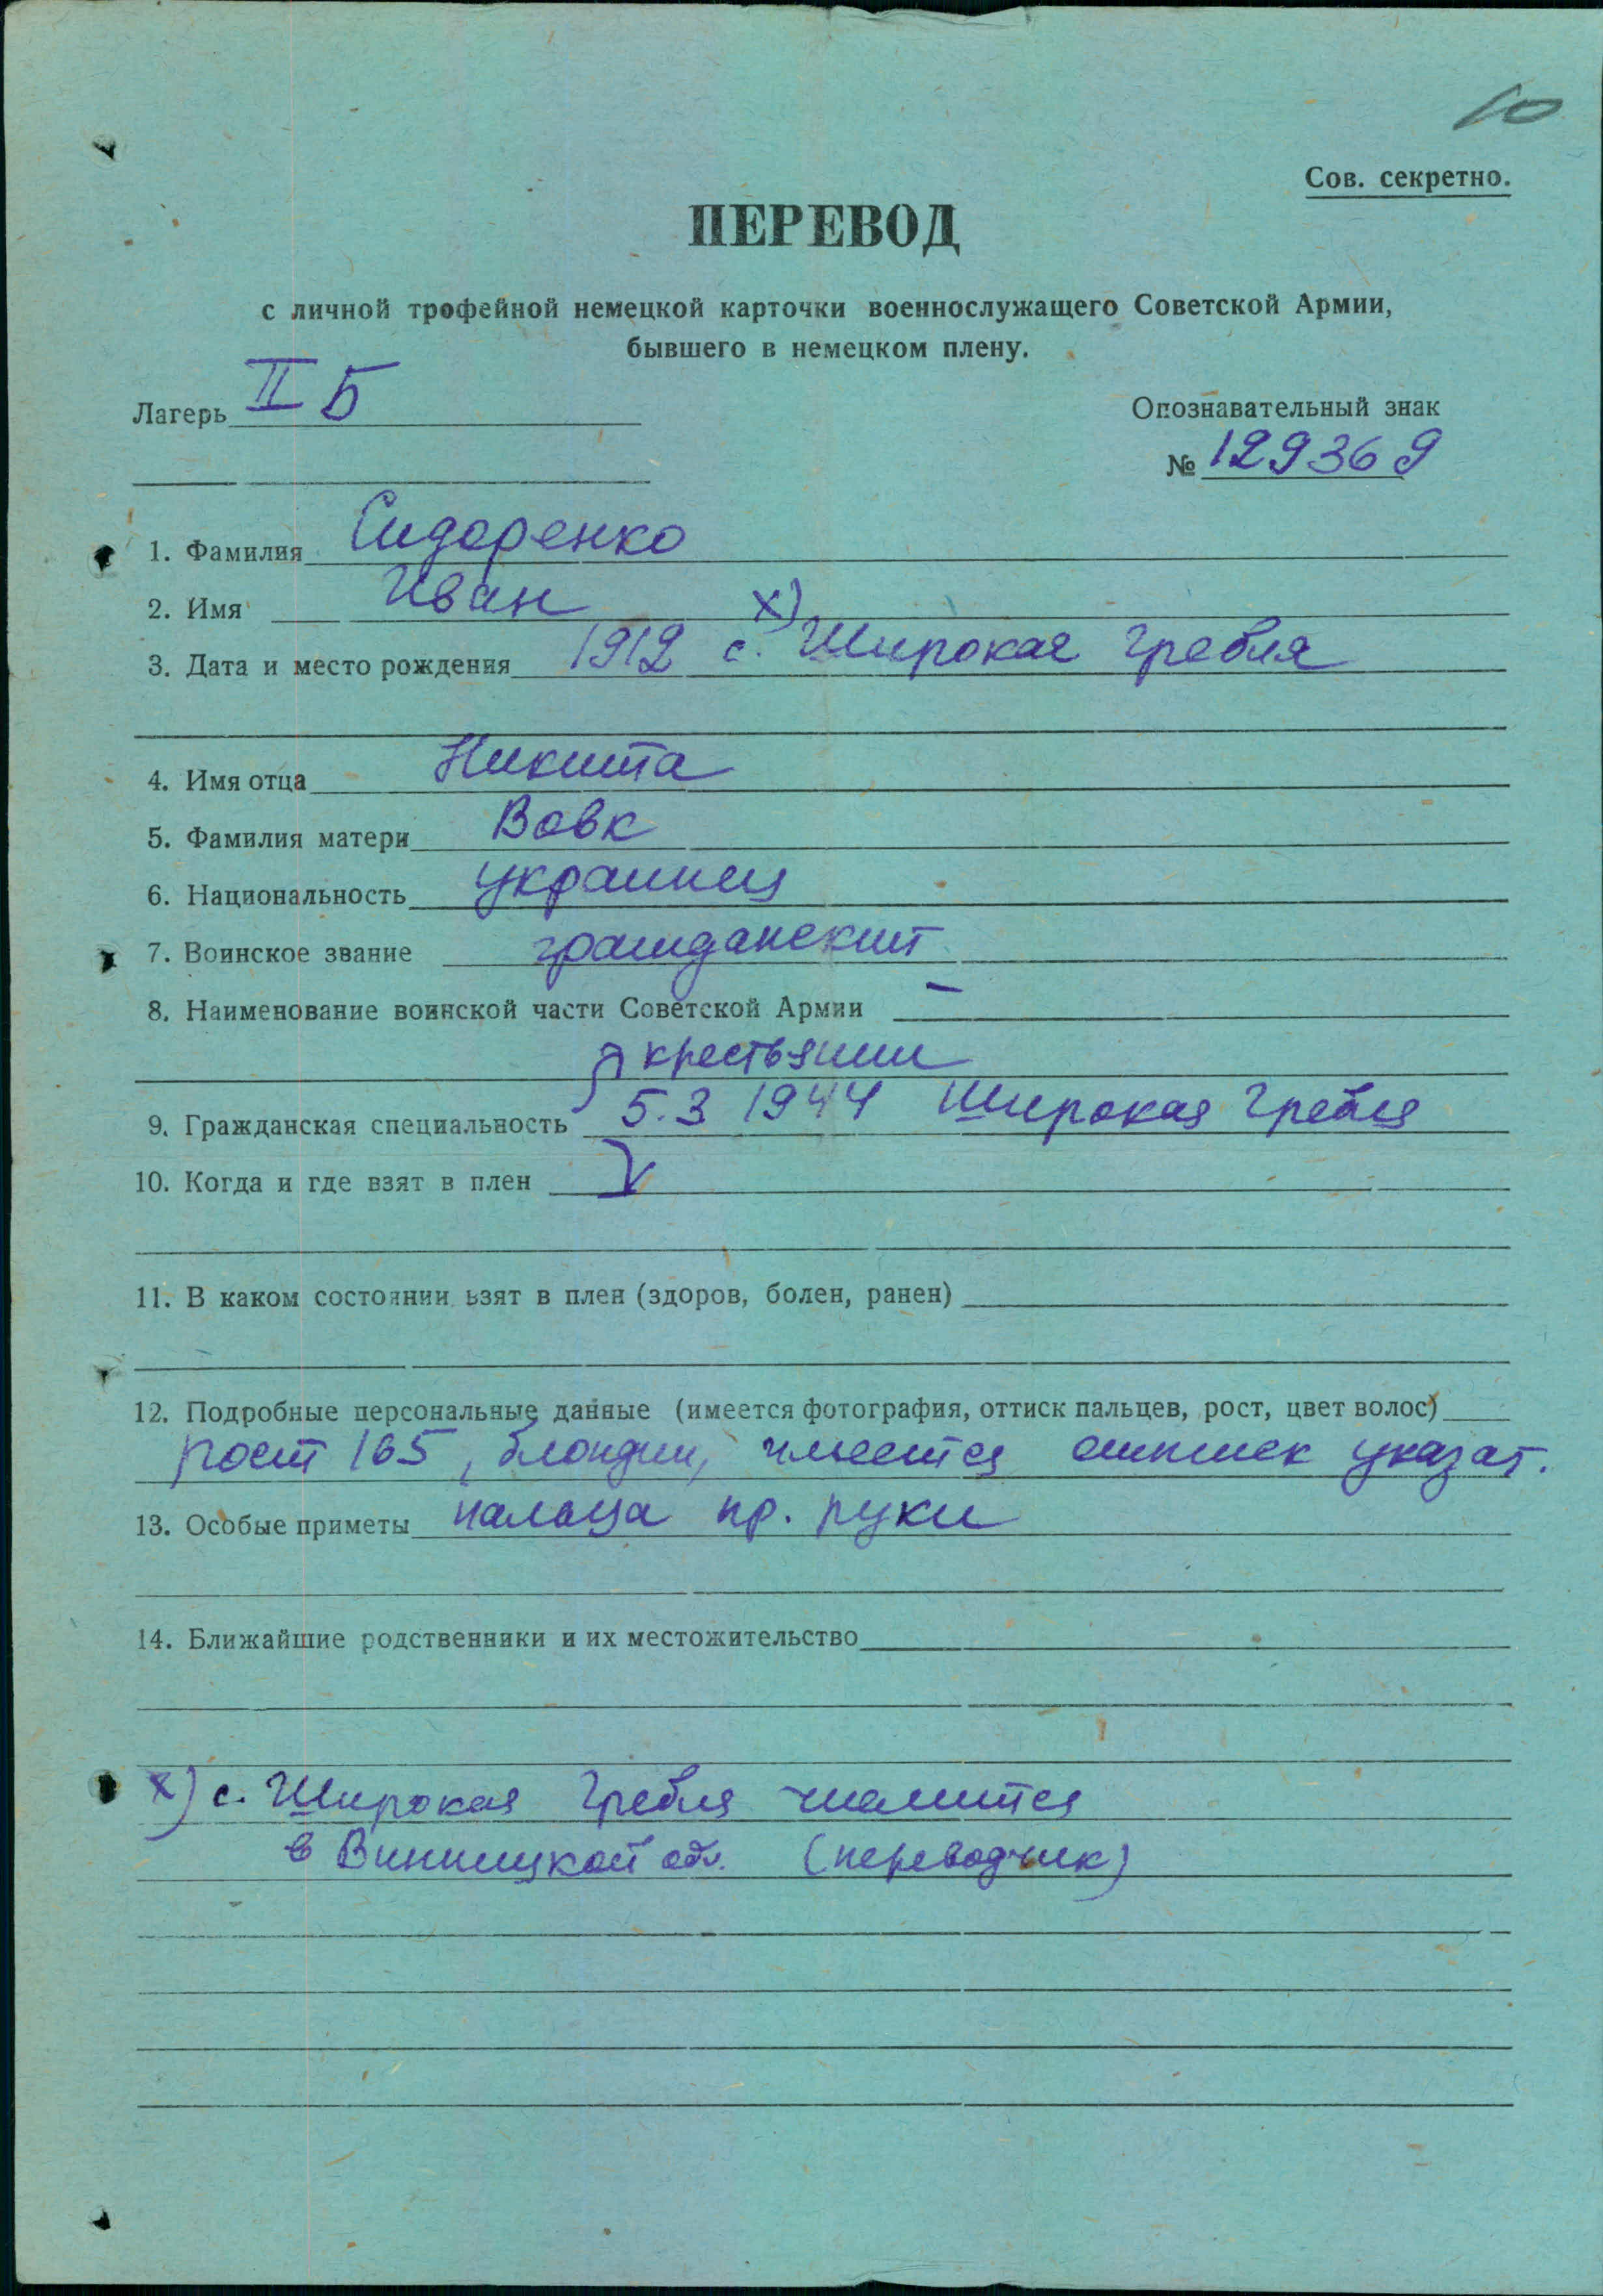 10
Сов. секретно.
ПЕРЕВОД
с личной трофейной немецкой карточки военнослужащего Советской Армии,
бывшего в немецком плену.
Лагерь II Б
Опознавательный знак
№ 129369
1. Фамилия Сидоренко
2. Имя Иван
3. Дата и место рождения 1912 с. х) Широкая Гребля
4. Имя отца Никита
5. Фамилия матери Вовк
6. Национальность украинец
7. Воинское звание гражданский
8. Наименование воинской части Советской Армии –
крестьянин
9. Гражданская специальность 5.3 1944 Широкая Гребля
10. Когда и где взят в плен
11. В каком состоянии взят в плен (здоров, болен, ранен)
12. Подробные персональные данные (имеется фотография, оттиск пальцев, рост, цвет волос)
рост 165, блондин, имеется оттиск указат.
13. Особые приметы пальца пр. руки
14. Ближайшие родственники и их местожительство
х) с. Широкая Гребля числится
в Винницкой обл. (переводчик)